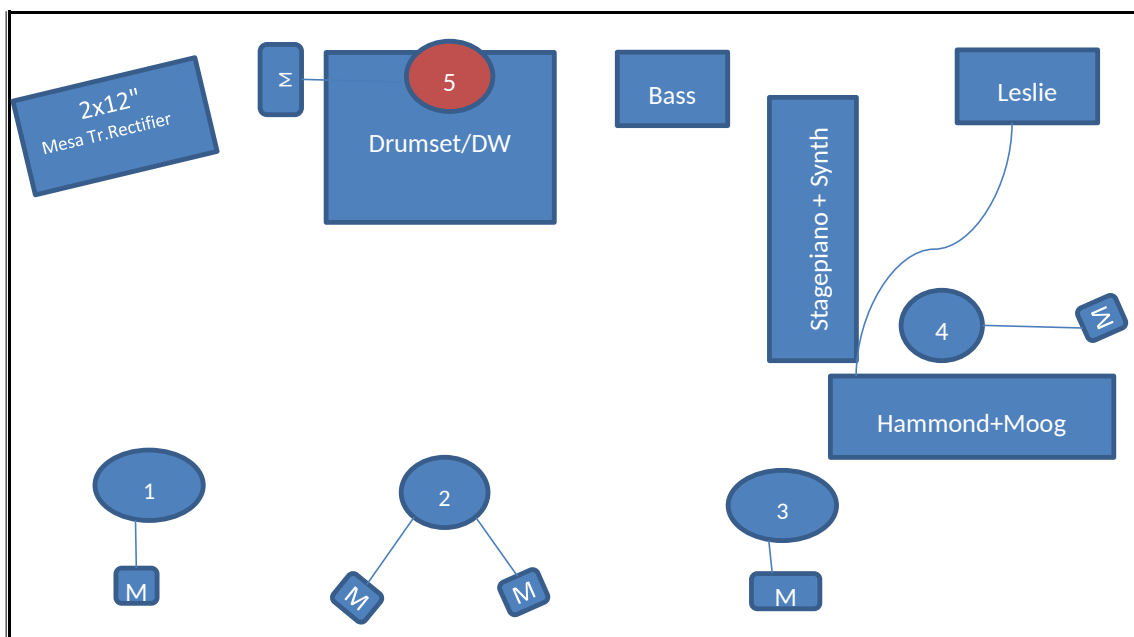 2x12"
Mesa Tr.Rectifier
M
5
Drumset/DW
Bass
Stagepiano + Synth
Leslie
4
M
Hammond+Moog
1
2
3
M
M
M
M